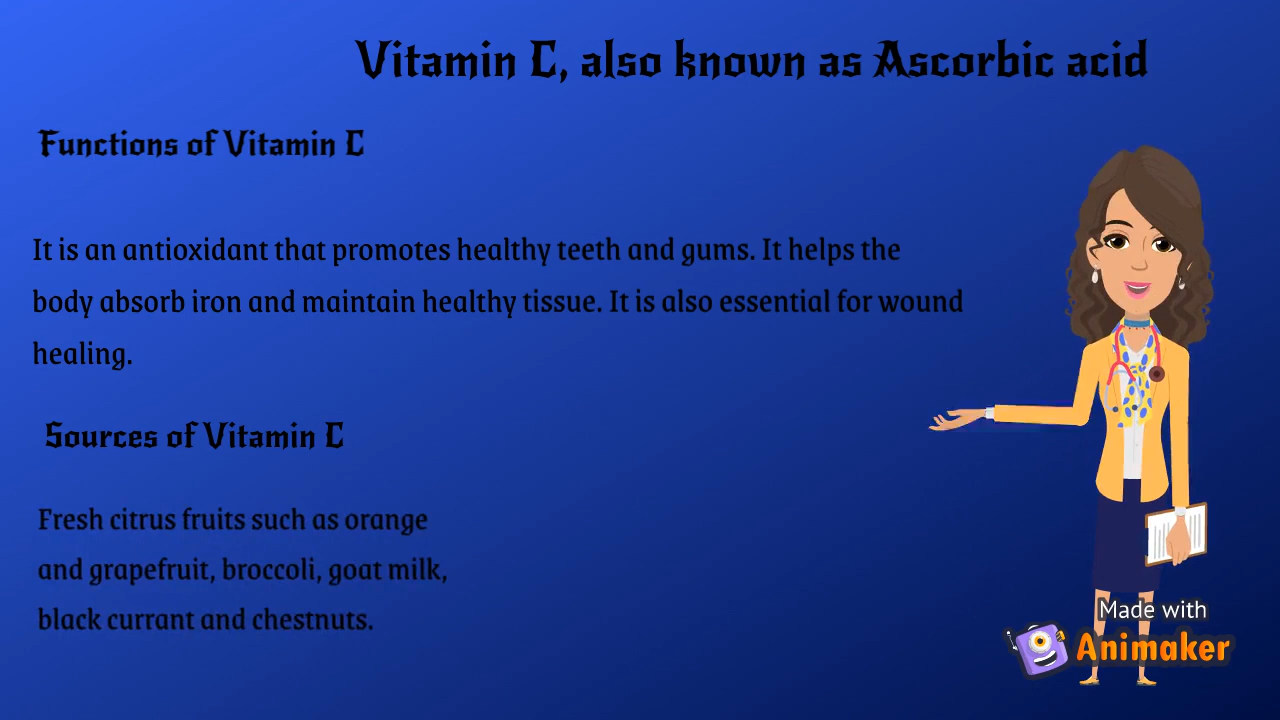 Vitamin C, also known as Ascorbic acid
Functions of Vitamin C
It is an antioxidant that promotes healthy teeth and gums. It helps the
body absorb iron and maintain healthy tissue. It is also essential for wound
healing.
Sources of Vitamin C
Fresh citrus fruits such as orange
and grapefruit, broccoli, goat milk,
black currant and chestnuts.
Made with
Animaker